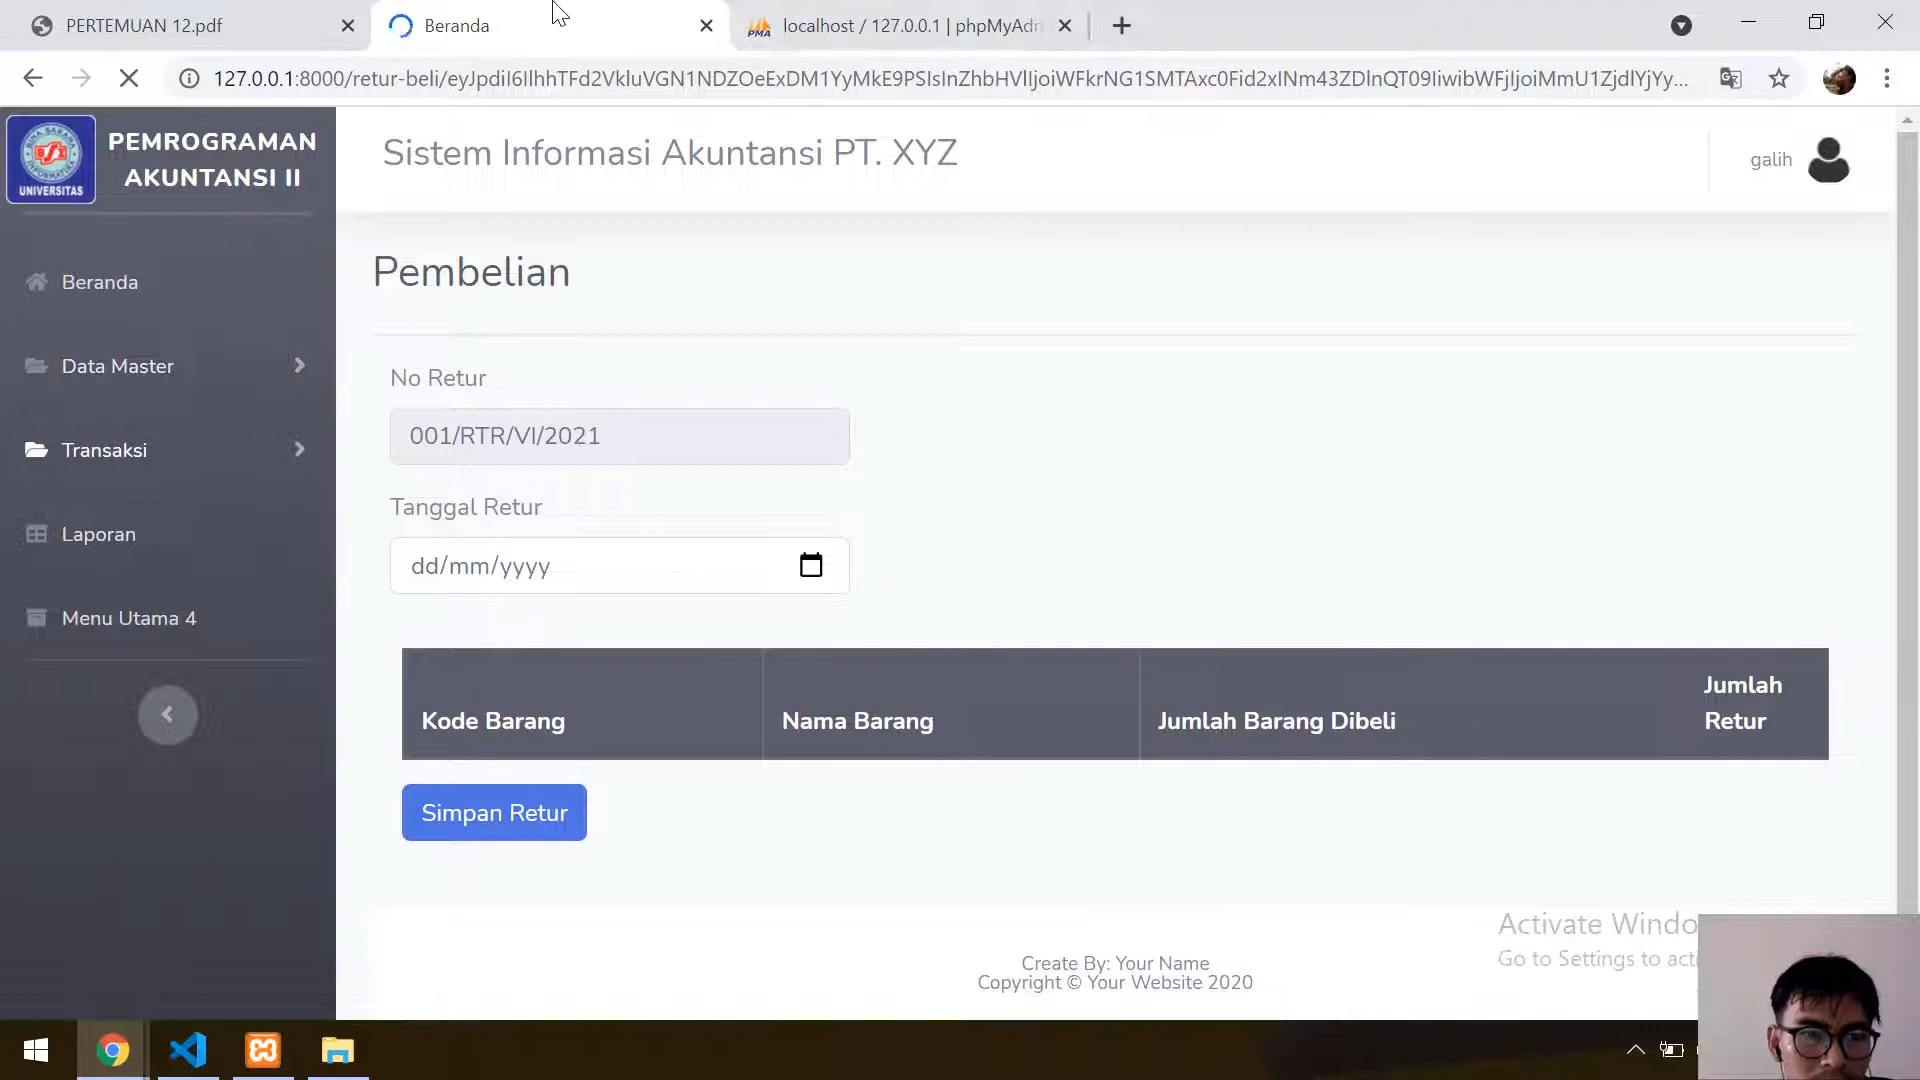 PERTEMUAN 12.pdf
Beranda
localhost / 127.0.0.1 | phpMyAdn
127.0.0.1:8000/retur-beli/
UNIVERSITAS
PEMROGRAMAN
AKUNTANSI II
Sistem Informasi Akuntansi PT. XYZ
galih
Beranda
Data Master
Transaksi
Laporan
Menu Utama 4
Pembelian
No Retur
001/RTR/VI/2021
Tanggal Retur
dd/mm/yyyy
Kode Barang
Nama Barang
Jumlah Barang Dibeli
Jumlah
Retur
Simpan Retur
Create By: Your Name
Copyright © Your Website 2020
Activate Windo
Go to Settings to acti